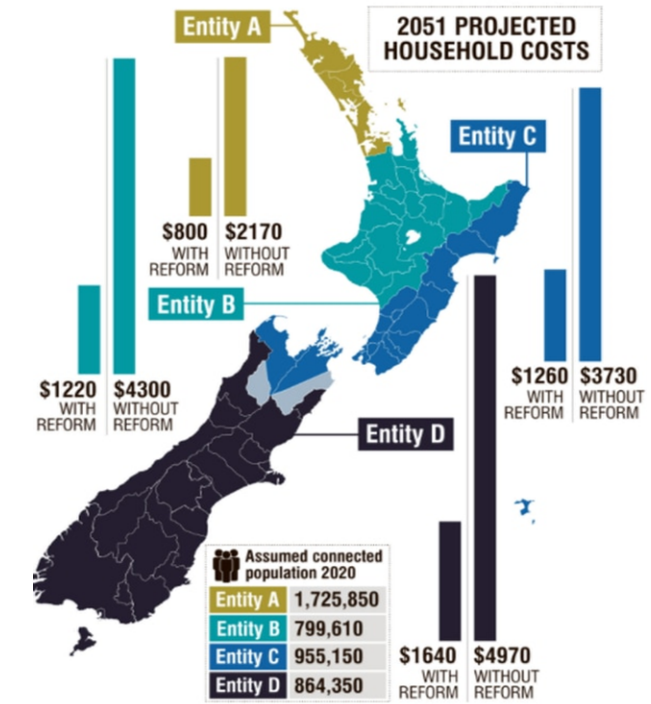 Entity A
2051 PROJECTED
HOUSEHOLD COSTS
Entity C
$800
WITH
REFORM
$2170
WITHOUT
REFORM
Entity B
$1220
WITH
REFORM
$4300
WITHOUT
REFORM
$1260
WITH
REFORM
$3730
WITHOUT
REFORM
Entity D
Assumed connected
population 2020
Entity A 1,725,850
Entity B 799,610
Entity C 955,150
Entity D 864,350
$1640
WITH
REFORM
$4970
WITHOUT
REFORM